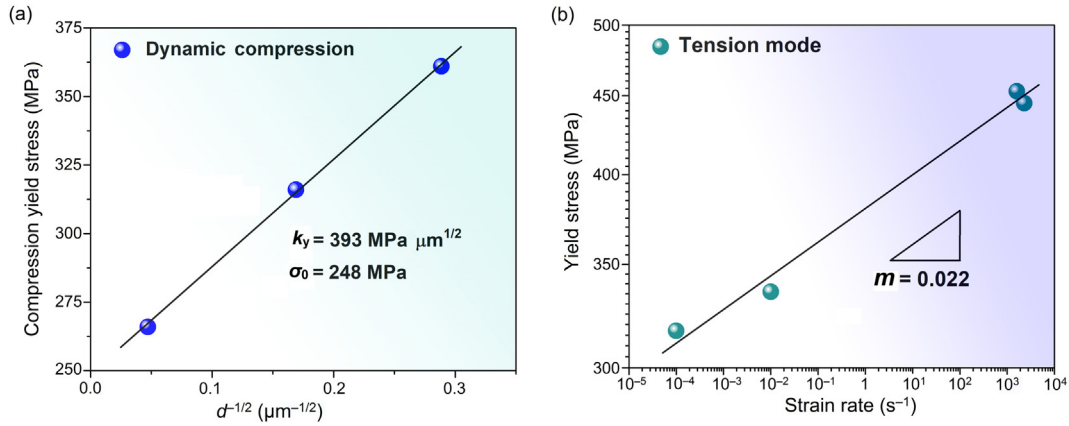 (a)
Dynamic compression
Compression yield stress (MPa)
375
350
325
300
275
250
k_y = 393 MPa μm^1/2
σ_0 = 248 MPa
0.0
0.1
0.2
0.3
d^–1/2 (μm^–1/2)
(b)
Tension mode
Yield stress (MPa)
500
450
400
350
300
m = 0.022
10^–5
10^–4
10^–3
10^–2
10^–1
1
10^1
10^2
10^3
10^4
Strain rate (s^–1)